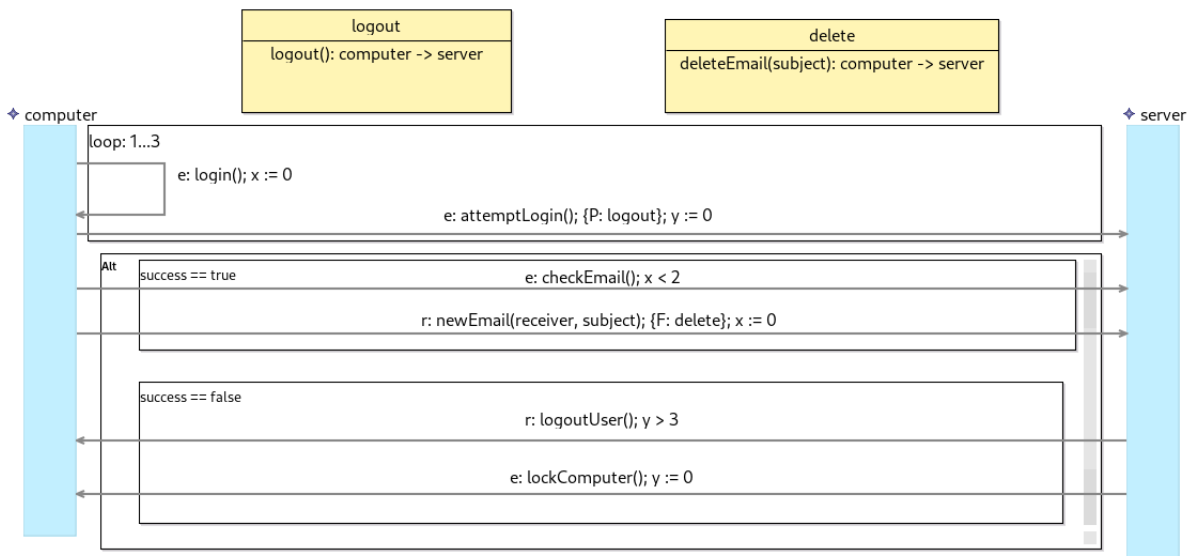 logout
logout(): computer -> server
delete
deleteEmail(subject): computer -> server
computer
server
loop: 1...3
e: login(); x := 0
e: attemptLogin(); {P: logout}; y := 0
Alt
success == true
e: checkEmail(); x < 2
r: newEmail(receiver, subject); {F: delete}; x := 0
success == false
r: logoutUser(); y > 3
e: lockComputer(); y := 0